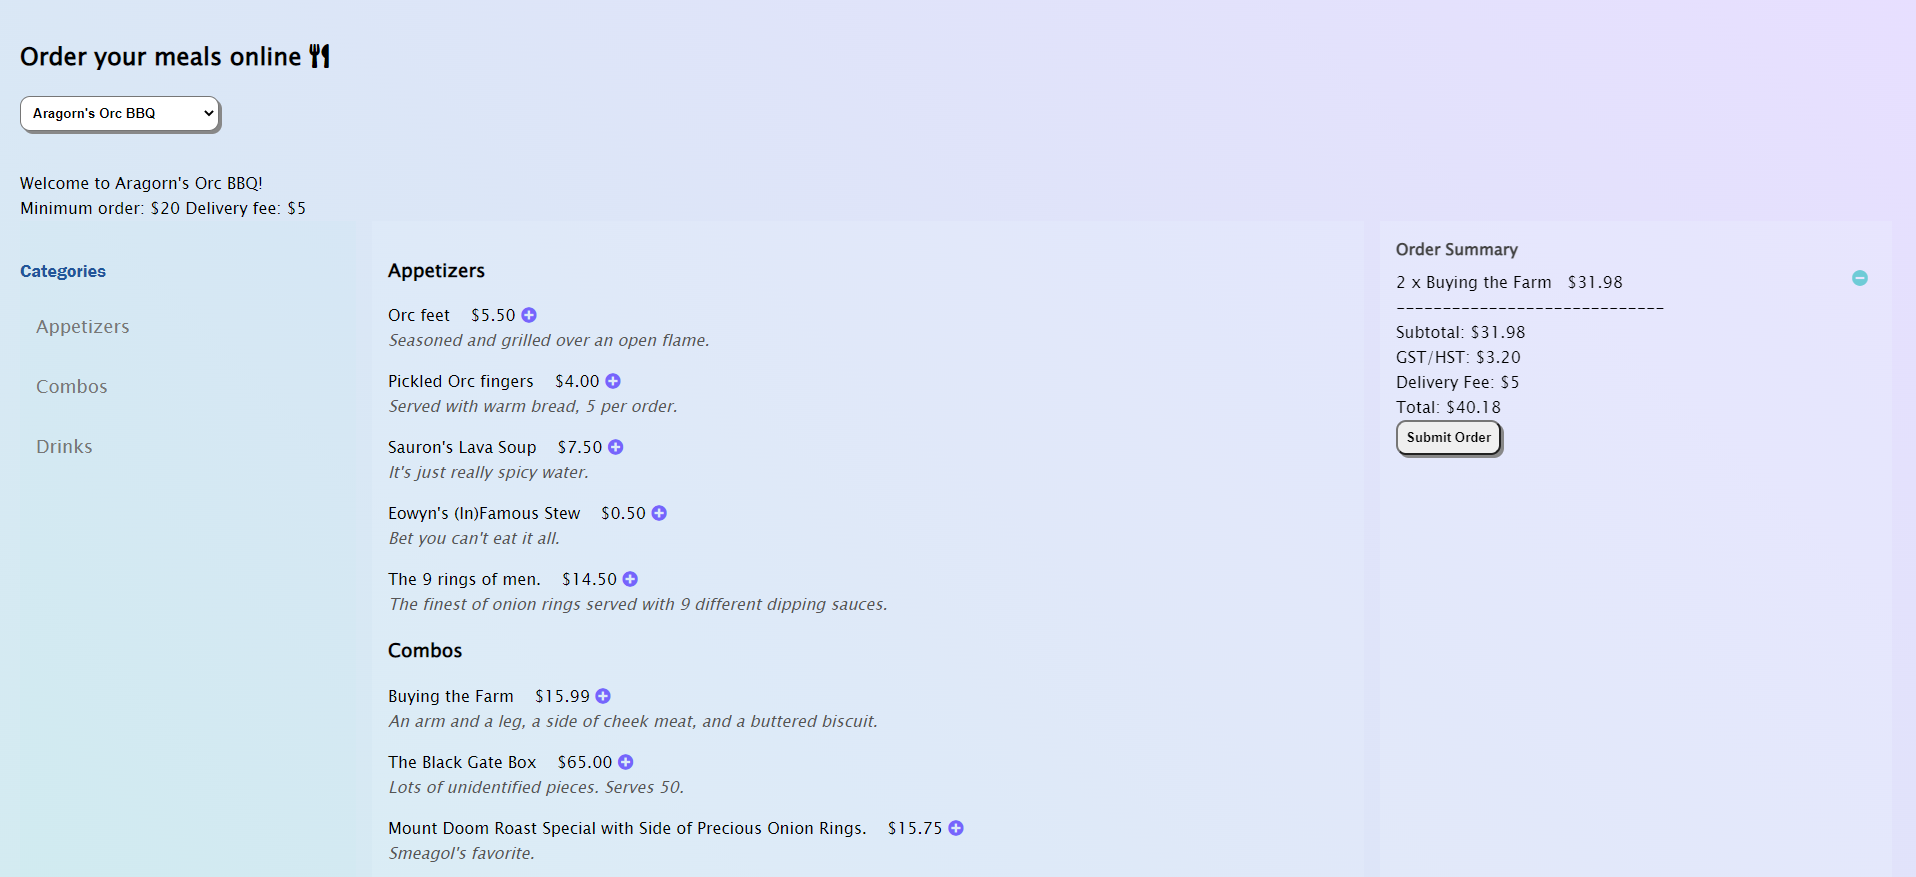 Order your meals online
Aragorn's Orc BBQ
Welcome to Aragorn's Orc BBQ!
Minimum order: $20 Delivery fee: $5
Categories
Appetizers
Combos
Drinks
Appetizers
Orc feet $5.50
Seasoned and grilled over an open flame.
Pickled Orc fingers $4.00
Served with warm bread, 5 per order.
Sauron's Lava Soup $7.50
It's just really spicy water.
Eowyn's (In)Famous Stew $0.50
Bet you can't eat it all.
The 9 rings of men. $14.50
The finest of onion rings served with 9 different dipping sauces.
Combos
Buying the Farm $15.99
An arm and a leg, a side of cheek meat, and a buttered biscuit.
The Black Gate Box $65.00
Lots of unidentified pieces. Serves 50.
Mount Doom Roast Special with Side of Precious Onion Rings. $15.75
Smeagol's favorite.
Order Summary
2 x Buying the Farm $31.98
-----------------------------
Subtotal: $31.98
GST/HST: $3.20
Delivery Fee: $5
Total: $40.18
Submit Order